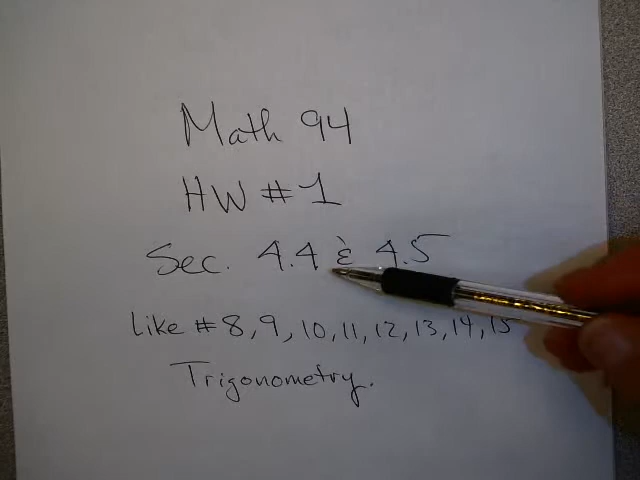 Math 94
HW #1
Sec. 4.4 & 4.5
Like #8, 9, 10, 11, 12, 13, 14, 15
Trigonometry.